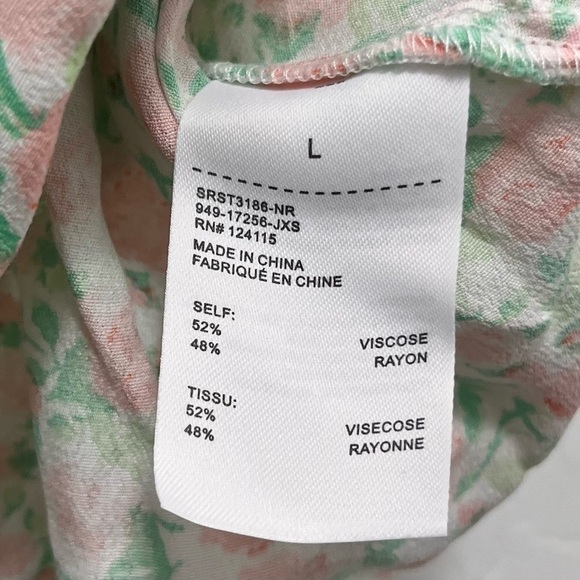 L
SRST3186-NR
949-17256-JXS
RN# 124115
MADE IN CHINA
FABRIQUÉ EN CHINE
SELF:
52% VISCOSE
48% RAYON
TISSU:
52% VISECOSE
48% RAYONNE